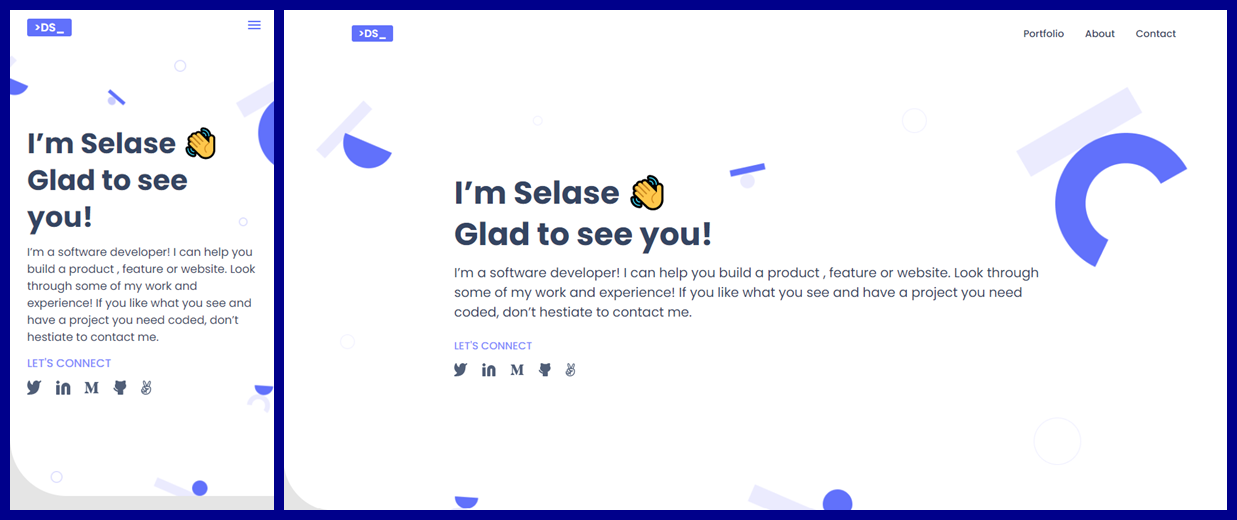 >DS_
I'm Selase 👋
Glad to see
you!
I'm a software developer! I can help you
build a product , feature or website. Look
through some of my work and
experience! If you like what you see and
have a project you need coded, don't
hestiate to contact me.
LET'S CONNECT
M
>DS_
Portfolio About Contact
I'm Selase 👋
Glad to see you!
I'm a software developer! I can help you build a product , feature or website. Look through
some of my work and experience! If you like what you see and have a project you need
coded, don't hestiate to contact me.
LET'S CONNECT
M